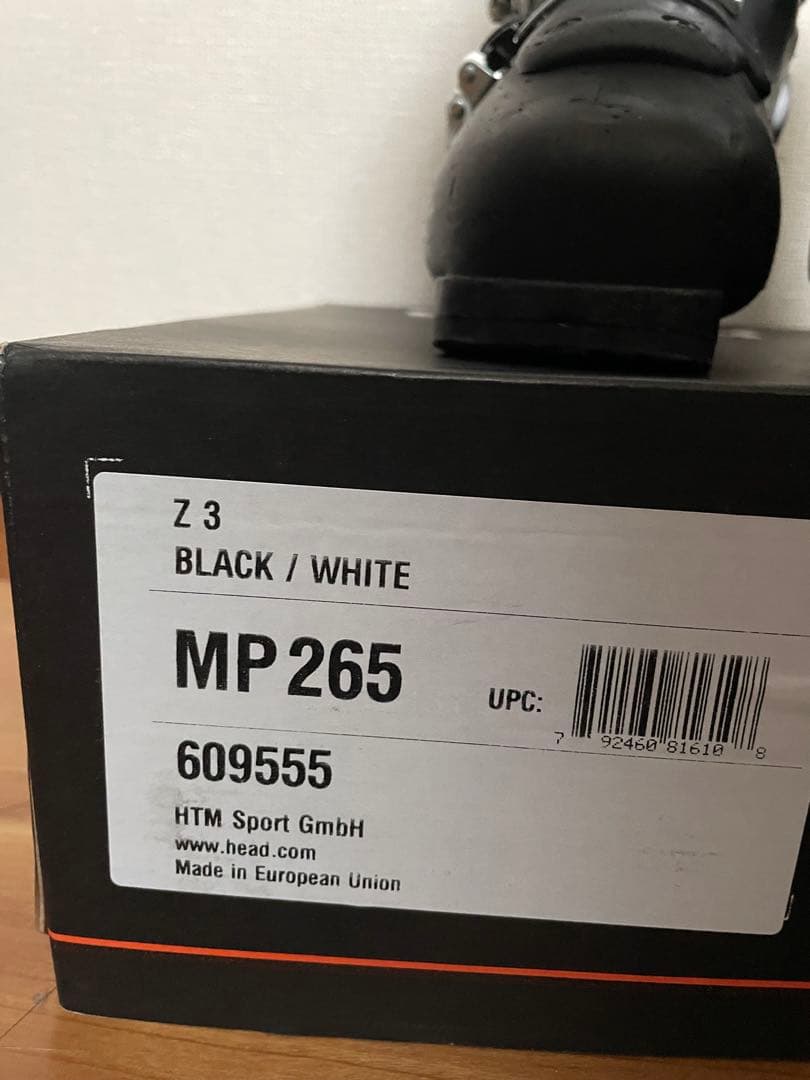 Z 3
BLACK / WHITE
MP 265
UPC:
7 92460 81610 8
609555
HTM Sport GmbH
www.head.com
Made in European Union